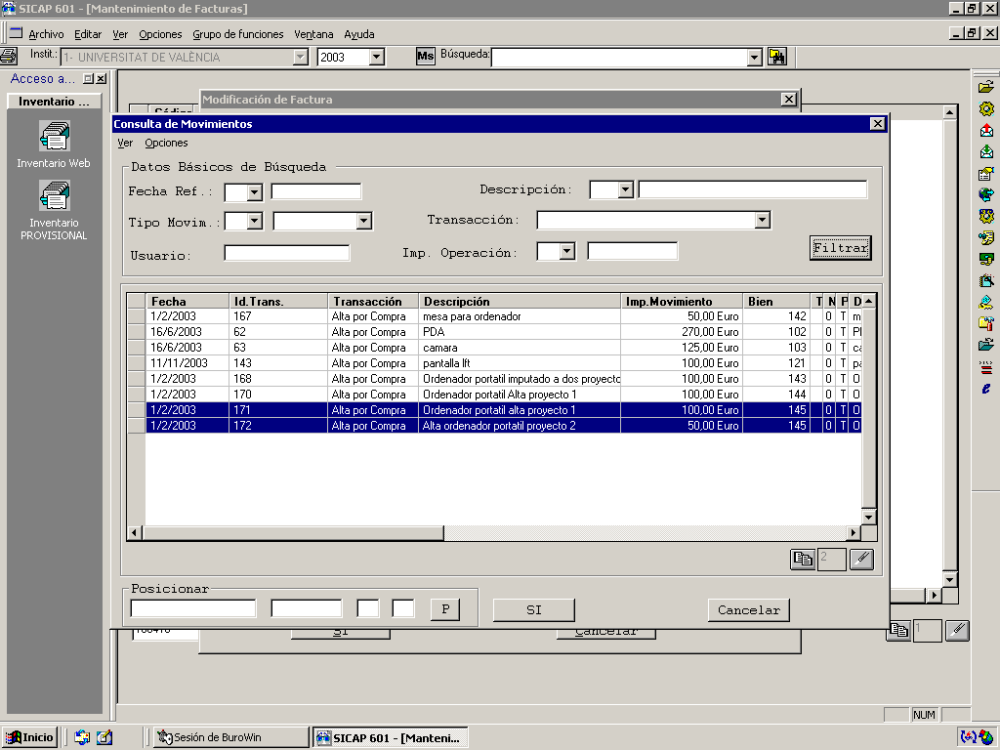 SICAP 601 - [Mantenimiento de Facturas]
Archivo Editar Ver Opciones Grupo de funciones Ventana Ayuda
Instit.: 1- UNIVERSITAT DE VALÈNCIA 2003 Ms Búsqueda:
Acceso a...
Inventario ...
Inventario Web
Inventario
PROVISIONAL
Modificación de Factura
Código
Consulta de Movimientos
Ver Opciones
Datos Básicos de Búsqueda
Fecha Ref.: Descripción:
Tipo Movim.: Transacción:
Usuario: Imp. Operación: Filtrar
Fecha Id.Trans. Transacción Descripción Imp.Movimiento Bien T N P D
1/2/2003 167 Alta por Compra mesa para ordenador 50,00 Euro 142 0 T m
16/6/2003 62 Alta por Compra PDA 270,00 Euro 102 0 T PI
16/6/2003 63 Alta por Compra camara 125,00 Euro 103 0 T ca
11/11/2003 143 Alta por Compra pantalla lft 100,00 Euro 121 0 T pa
1/2/2003 168 Alta por Compra Ordenador portatil imputado a dos proyecto 100,00 Euro 143 0 T O
1/2/2003 170 Alta por Compra Ordenador portatil Alta proyecto 1 100,00 Euro 144 0 T O
1/2/2003 171 Alta por Compra Ordenador portatil alta proyecto 1 100,00 Euro 145 0 T O
1/2/2003 172 Alta por Compra Alta ordenador portatil proyecto 2 50,00 Euro 145 0 T O
2
Posicionar
P SI Cancelar
SI Cancelar 1
NUM
Inicio Sesión de BuroWin SICAP 601 - [Manteni...